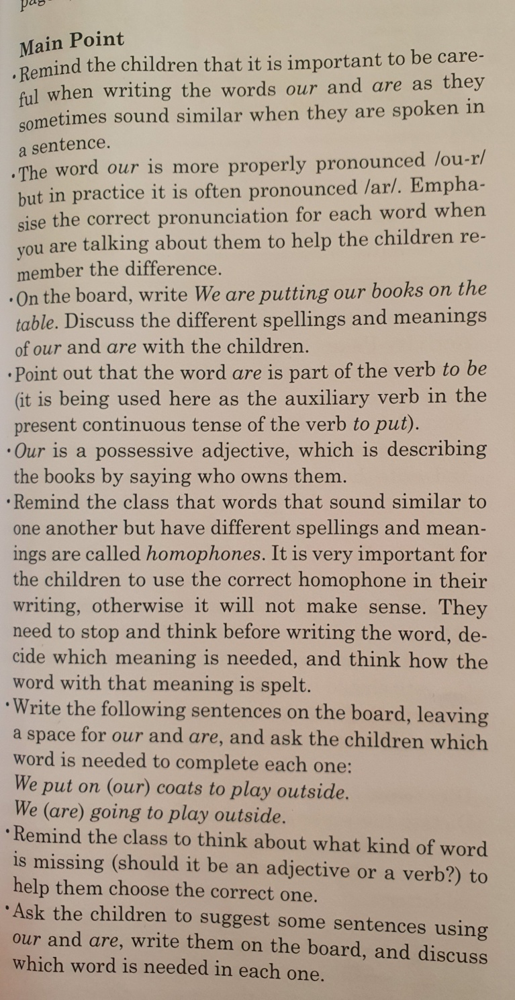 Main Point
·Remind the children that it is important to be care-
ful when writing the words our and are as they
sometimes sound similar when they are spoken in
a sentence.
·The word our is more properly pronounced /ou-r/
but in practice it is often pronounced /ar/. Empha-
sise the correct pronunciation for each word when
you are talking about them to help the children re-
member the difference.
·On the board, write We are putting our books on the
table. Discuss the different spellings and meanings
of our and are with the children.
·Point out that the word are is part of the verb to be
(it is being used here as the auxiliary verb in the
present continuous tense of the verb to put).
·Our is a possessive adjective, which is describing
the books by saying who owns them.
·Remind the class that words that sound similar to
one another but have different spellings and mean-
ings are called homophones. It is very important for
the children to use the correct homophone in their
writing, otherwise it will not make sense. They
need to stop and think before writing the word, de-
cide which meaning is needed, and think how the
word with that meaning is spelt.
·Write the following sentences on the board, leaving
a space for our and are, and ask the children which
word is needed to complete each one:
We put on (our) coats to play outside.
We (are) going to play outside.
·Remind the class to think about what kind of word
is missing (should it be an adjective or a verb?) to
help them choose the correct one.
·Ask the children to suggest some sentences using
our and are, write them on the board, and discuss
which word is needed in each one.